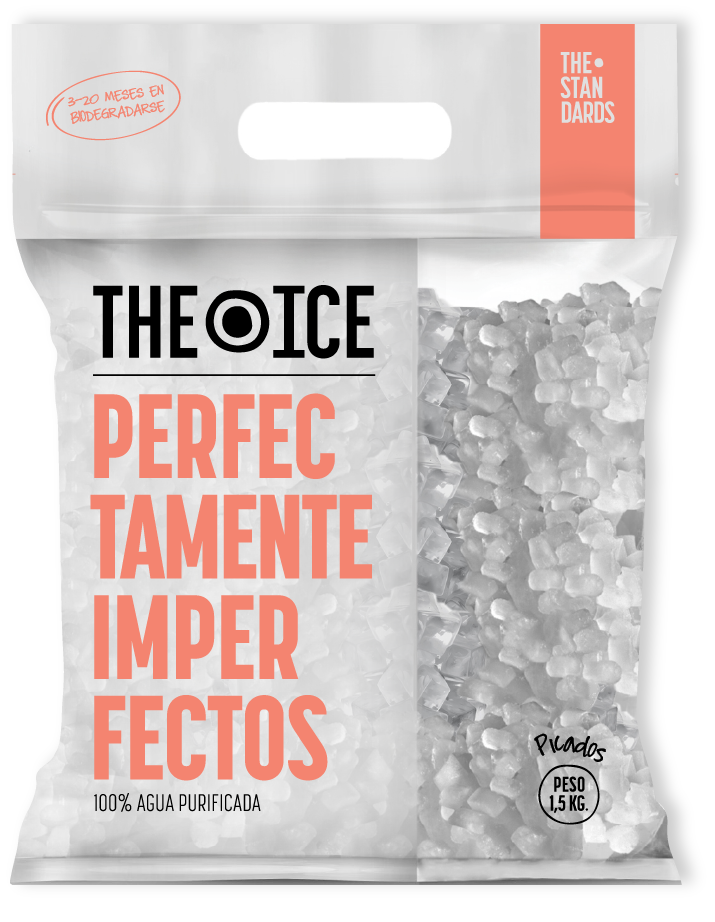 3-20 MESES EN
BIODEGRADARSE
THE•
STAN
DARDS
THE ICE
PERFEC
TAMENTE
IMPER
FECTOS
100% AGUA PURIFICADA
Picados
PESO
1,5 KG.